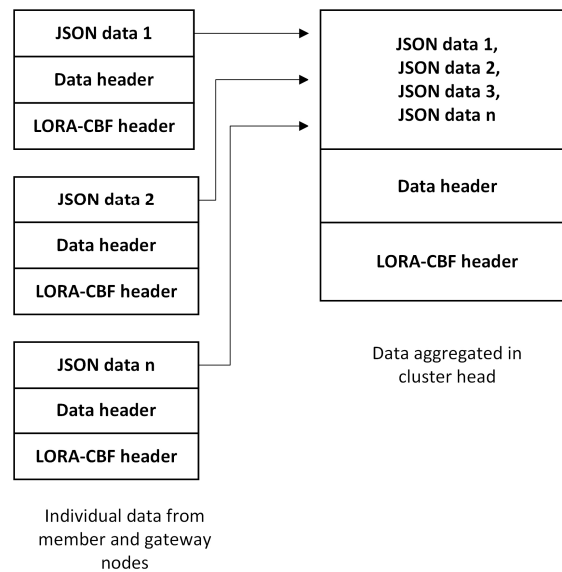 JSON data 1
Data header
LORA-CBF header
JSON data 2
Data header
LORA-CBF header
JSON data n
Data header
LORA-CBF header
Individual data from
member and gateway
nodes
JSON data 1,
JSON data 2,
JSON data 3,
JSON data n
Data header
LORA-CBF header
Data aggregated in
cluster head